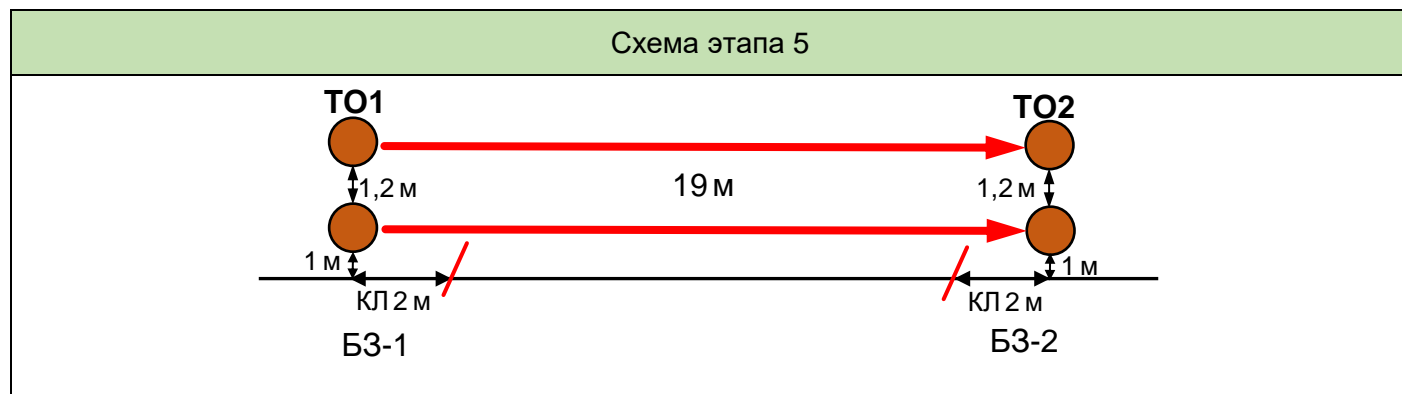 Схема этапа 5
ТО1
ТО2
1,2 м
19 м
1,2 м
1 м
1 м
КЛ 2 м
КЛ 2 м
БЗ-1
БЗ-2